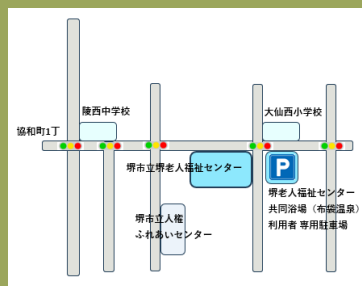 陵西中学校
大仙西小学校
協和町1丁
堺市立堺老人福祉センター
P
堺老人福祉センター
共同浴場（布袋温泉）
利用者 専用駐車場
堺市立人権
ふれあいセンター